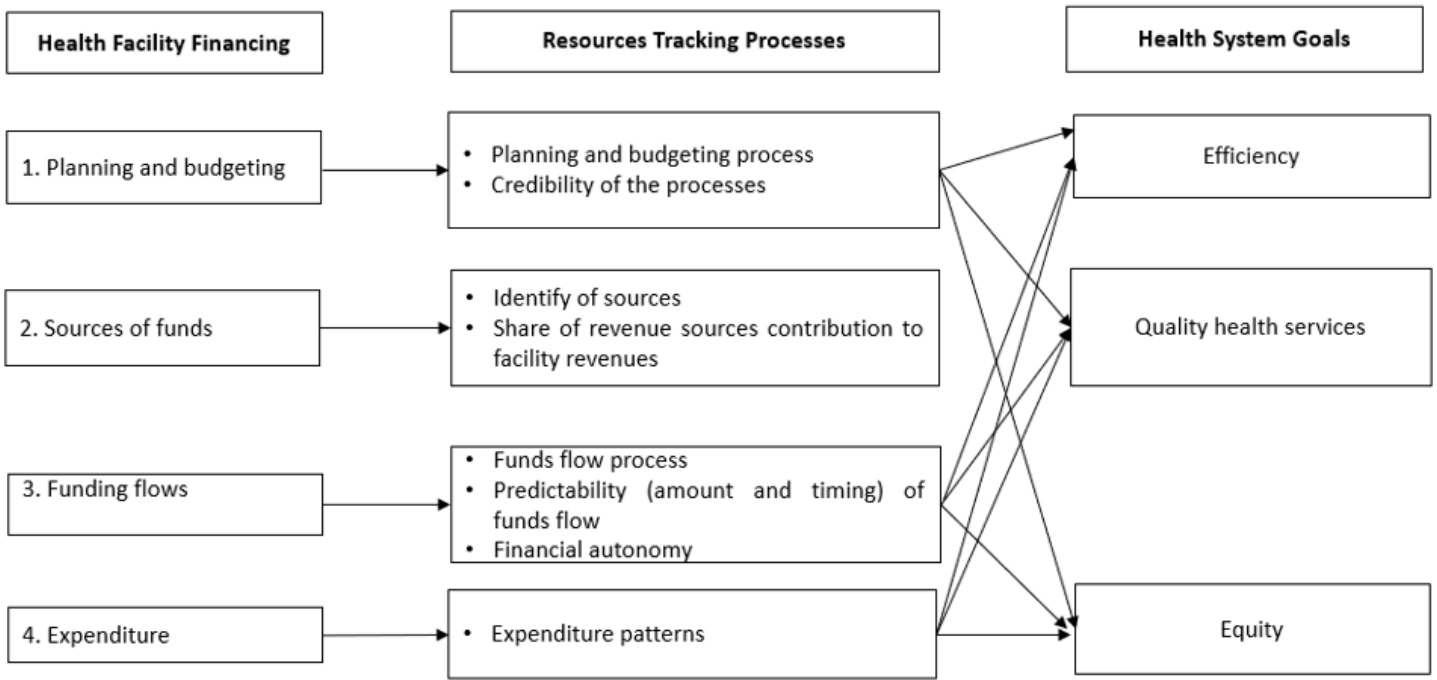 Health Facility Financing
Resources Tracking Processes
Health System Goals
1. Planning and budgeting
• Planning and budgeting process
• Credibility of the processes
Efficiency
2. Sources of funds
• Identify of sources
• Share of revenue sources contribution to
facility revenues
Quality health services
3. Funding flows
• Funds flow process
• Predictability (amount and timing) of
funds flow
• Financial autonomy
4. Expenditure
• Expenditure patterns
Equity